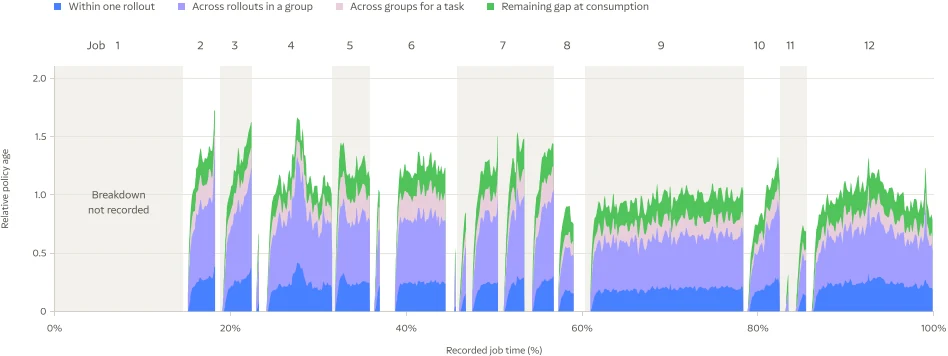 Within one rollout Across rollouts in a group Across groups for a task Remaining gap at consumption
Job 1 2 3 4 5 6 7 8 9 10 11 12
2.0
1.5
1.0
0.5
0
Relative policy age
Breakdown
not recorded
0% 20% 40% 60% 80% 100%
Recorded job time (%)